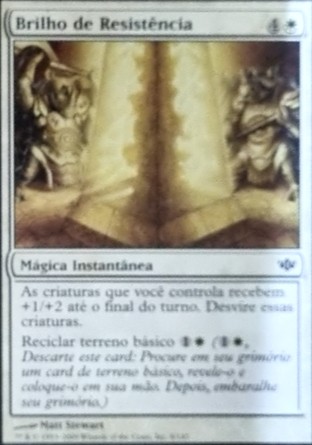 Brilho de Resistência 4
Mágica Instantânea
As criaturas que você controla recebem
+1/+2 até o final do turno. Desvire essas
criaturas.
Reciclar terreno básico 1 (1,
Descarte este card: Procure em seu grimório
um card de terreno básico, revele-o e
coloque-o em sua mão. Depois, embaralhe
seu grimório.)
Matt Stewart